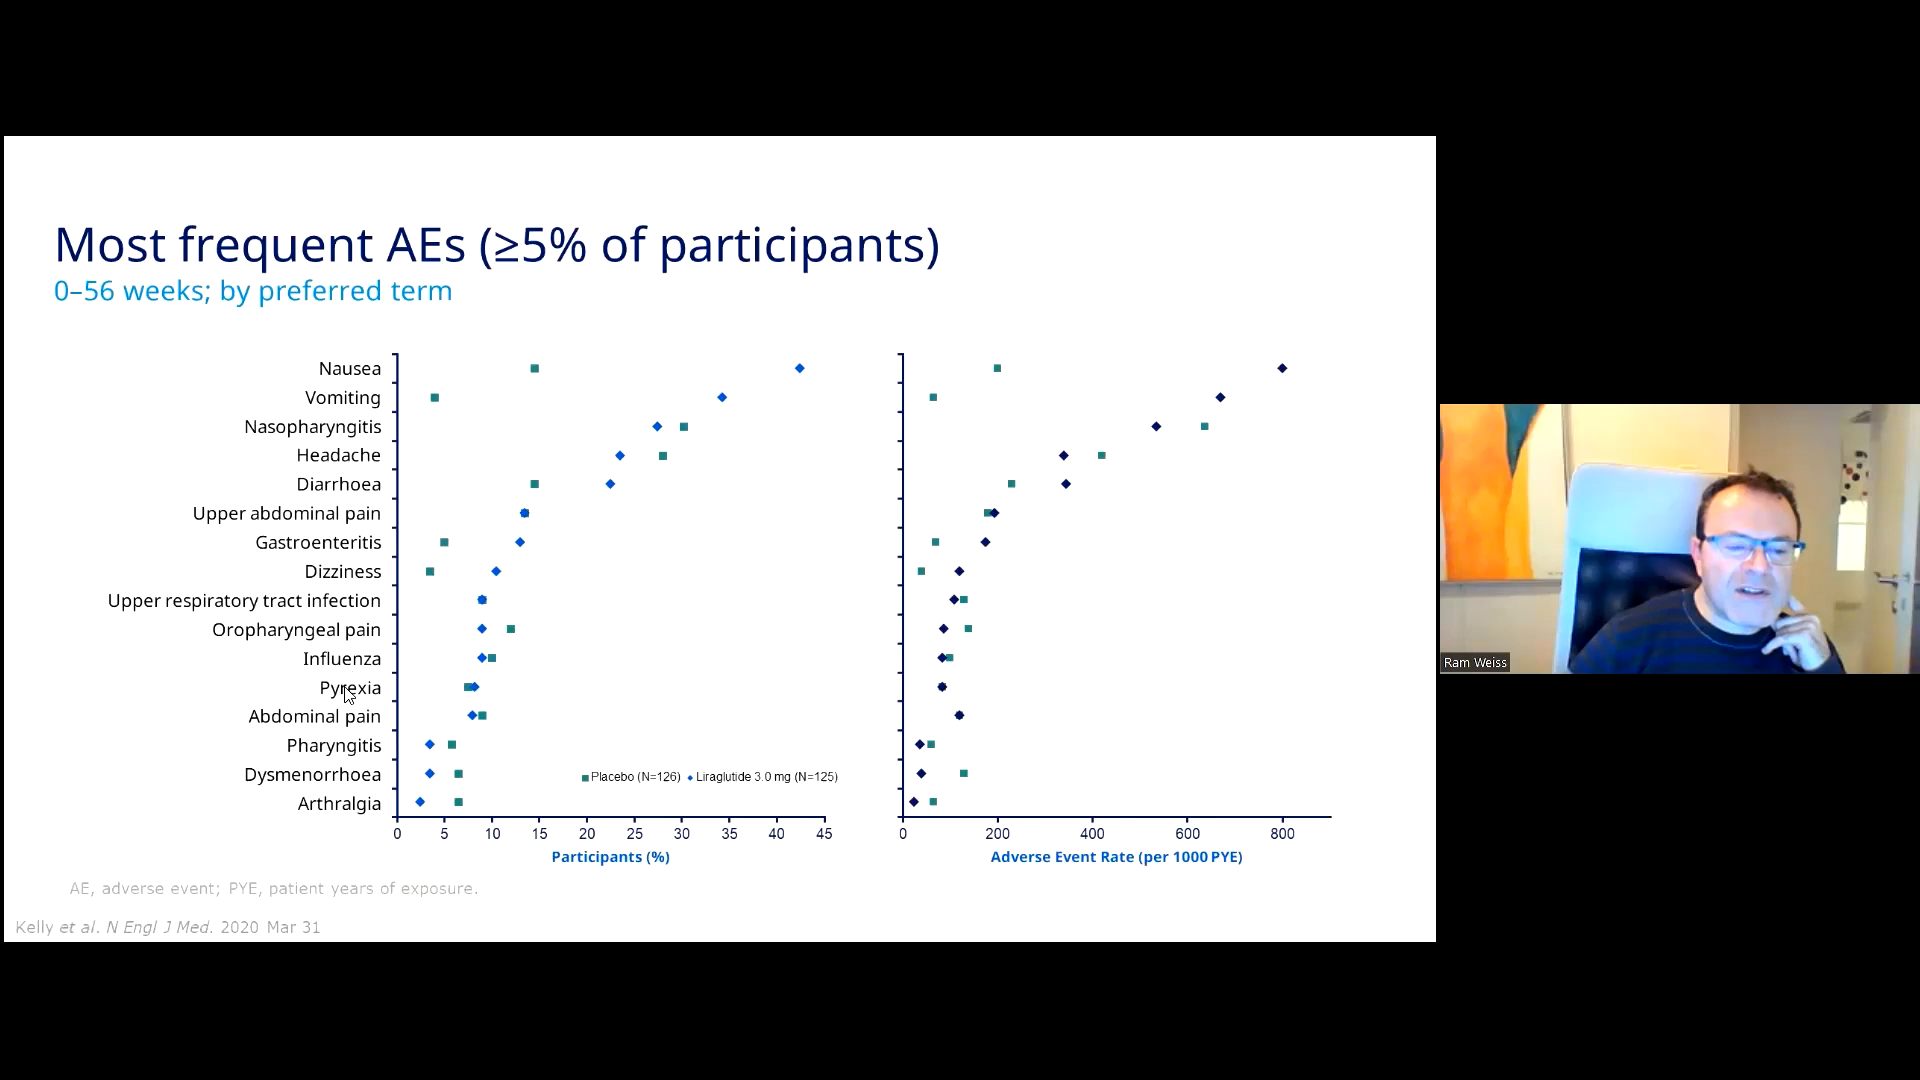 Most frequent AEs (≥5% of participants)
0–56 weeks; by preferred term
Nausea
Vomiting
Nasopharyngitis
Headache
Diarrhoea
Upper abdominal pain
Gastroenteritis
Dizziness
Upper respiratory tract infection
Oropharyngeal pain
Influenza
Pyrexia
Abdominal pain
Pharyngitis
Dysmenorrhoea
Arthralgia
Placebo (N=126) Liraglutide 3.0 mg (N=125)
0 5 10 15 20 25 30 35 40 45
Participants (%)
0 200 400 600 800
Adverse Event Rate (per 1000 PYE)
AE, adverse event; PYE, patient years of exposure.
Kelly et al. N Engl J Med. 2020 Mar 31
Ram Weiss